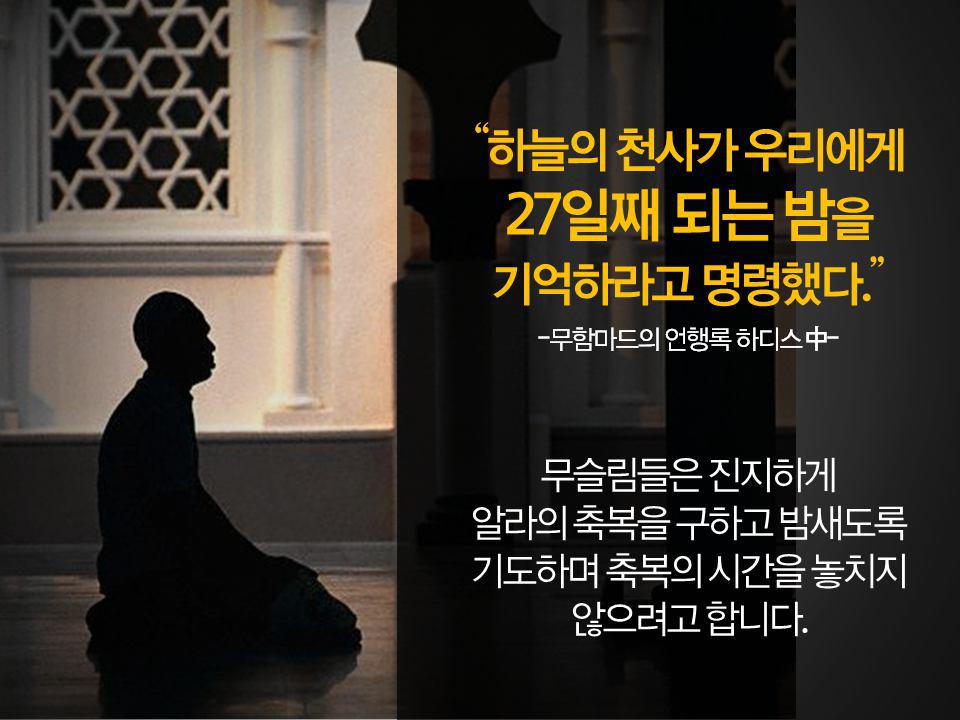 “하늘의 천사가 우리에게
27일째 되는 밤을
기억하라고 명령했다.”
-무함마드의 언행록 하디스 中-
무슬림들은 진지하게
알라의 축복을 구하고 밤새도록
기도하며 축복의 시간을 놓치지
않으려고 합니다.